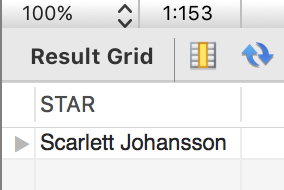 100% 1:153
Result Grid
STAR
Scarlett Johansson